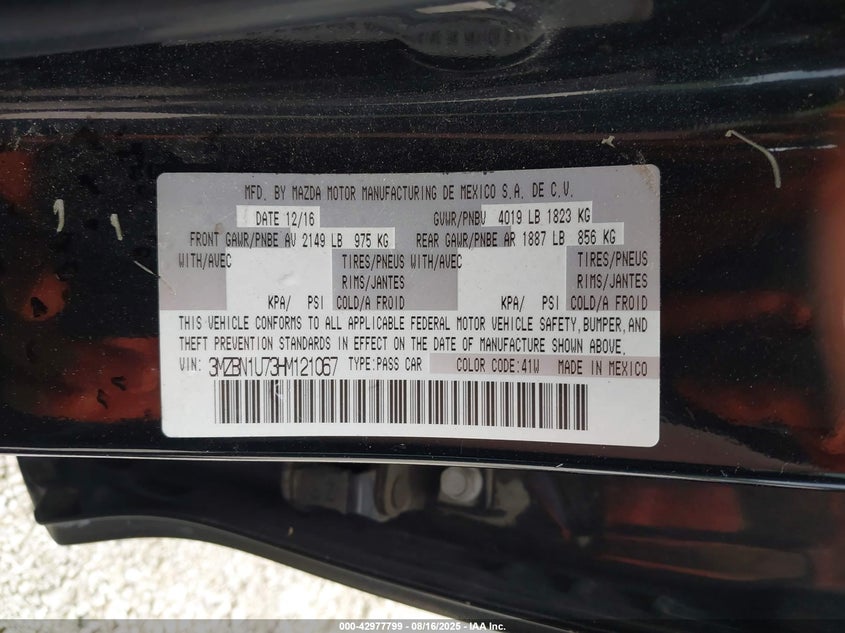 MFD. BY MAZDA MOTOR MANUFACTURING DE MEXICO S.A. DE C.V.
DATE 12/16 GVWR/PNBV 4019 LB 1823 KG
FRONT GAWR/PNBE AV 2149 LB 975 KG REAR GAWR/PNBE AR 1887 LB 856 KG
WITH/AVEC TIRES/PNEUS WITH/AVEC TIRES/PNEUS
RIMS/JANTES RIMS/JANTES
KPA/ PSI COLD/A FROID KPA/ PSI COLD/A FROID
THIS VEHICLE CONFORMS TO ALL APPLICABLE FEDERAL MOTOR VEHICLE SAFETY, BUMPER, AND
THEFT PREVENTION STANDARDS IN EFFECT ON THE DATE OF MANUFACTURE SHOWN ABOVE.
VIN: 3MZBN1U73HM121067 TYPE:PASS CAR COLOR CODE:41W MADE IN MEXICO
000-42977799 - 08/16/2025 - IAA, Inc.